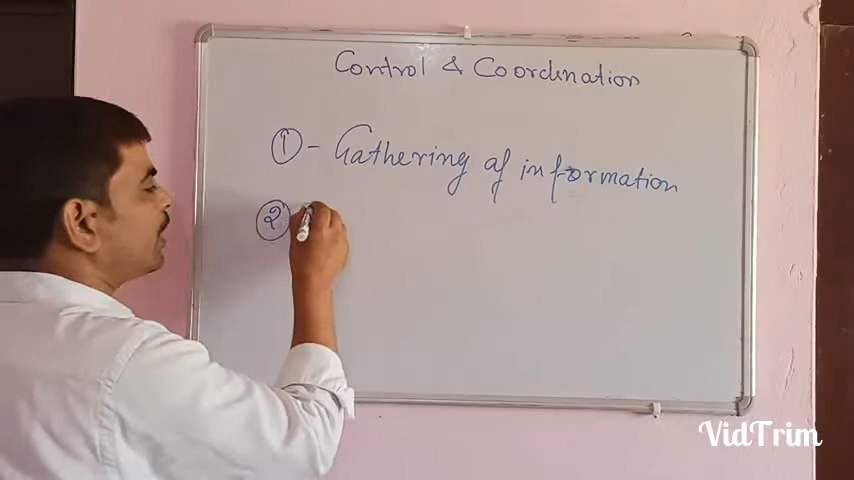 Control & Coordination
① - Gathering of information
②
VidTrim